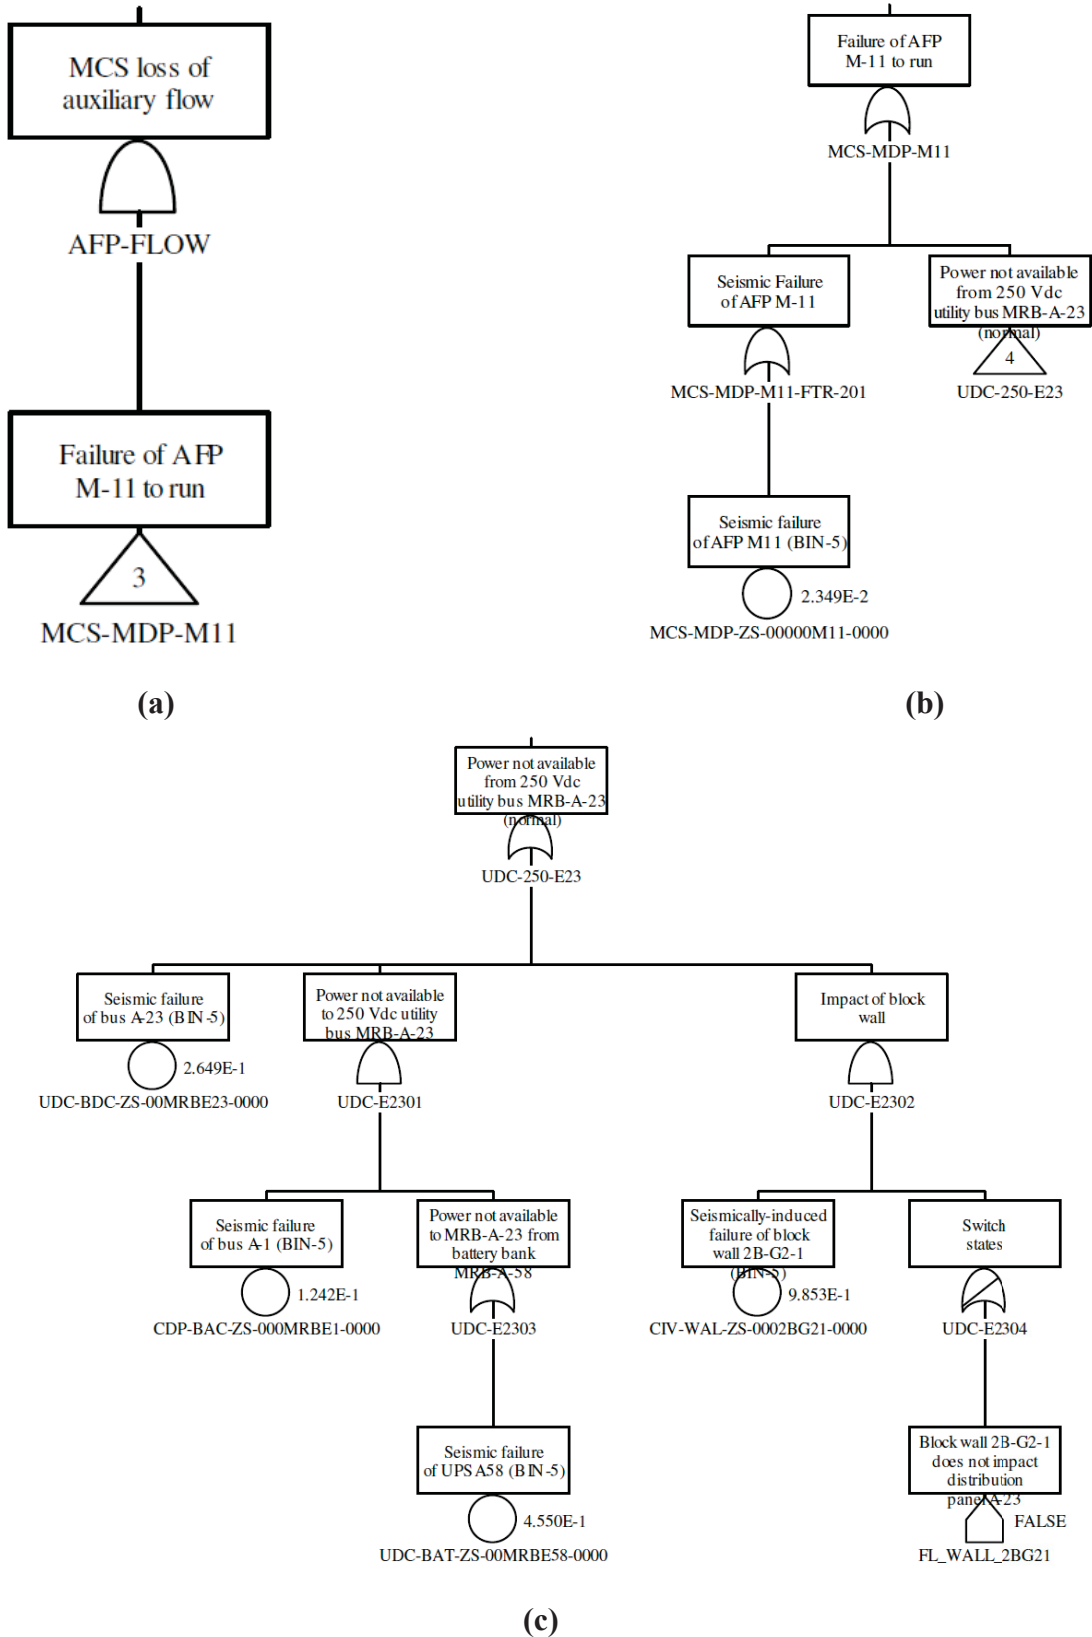 MCS loss of
auxiliary flow
AFP-FLOW
Failure of AFP
M-11 to run
3
MCS-MDP-M11
(a)
Failure of AFP
M-11 to run
MCS-MDP-M11
Seismic Failure
of AFP M-11
MCS-MDP-M11-FTR-201
Power not available
from 250 Vdc
utility bus MRB-A-23
(normal)
4
UDC-250-E23
Seismic failure
of AFP M11 (BIN-5)
2.349E-2
MCS-MDP-ZS-00000M11-0000
(b)
Power not available
from 250 Vdc
utility bus MRB-A-23
(normal)
UDC-250-E23
Seismic failure
of bus A-23 (BIN-5)
2.649E-1
UDC-BDC-ZS-00MRBE23-0000
Power not available
to 250 Vdc utility
bus MRB-A-23
UDC-E2301
Impact of block
wall
UDC-E2302
Seismic failure
of bus A-1 (BIN-5)
1.242E-1
CDP-BAC-ZS-000MRBE1-0000
Power not available
to MRB-A-23 from
battery bank
MRB-A-58
UDC-E2303
Seismically-induced
failure of block
wall 2B-G2-1
(BIN-5)
9.853E-1
CIV-WAL-ZS-0002BG21-0000
Switch
states
UDC-E2304
Seismic failure
of UPS A58 (BIN-5)
4.550E-1
UDC-BAT-ZS-00MRBE58-0000
Block wall 2B-G2-1
does not impact
distribution
panel A-23
FALSE
FL_WALL_2BG21
(c)